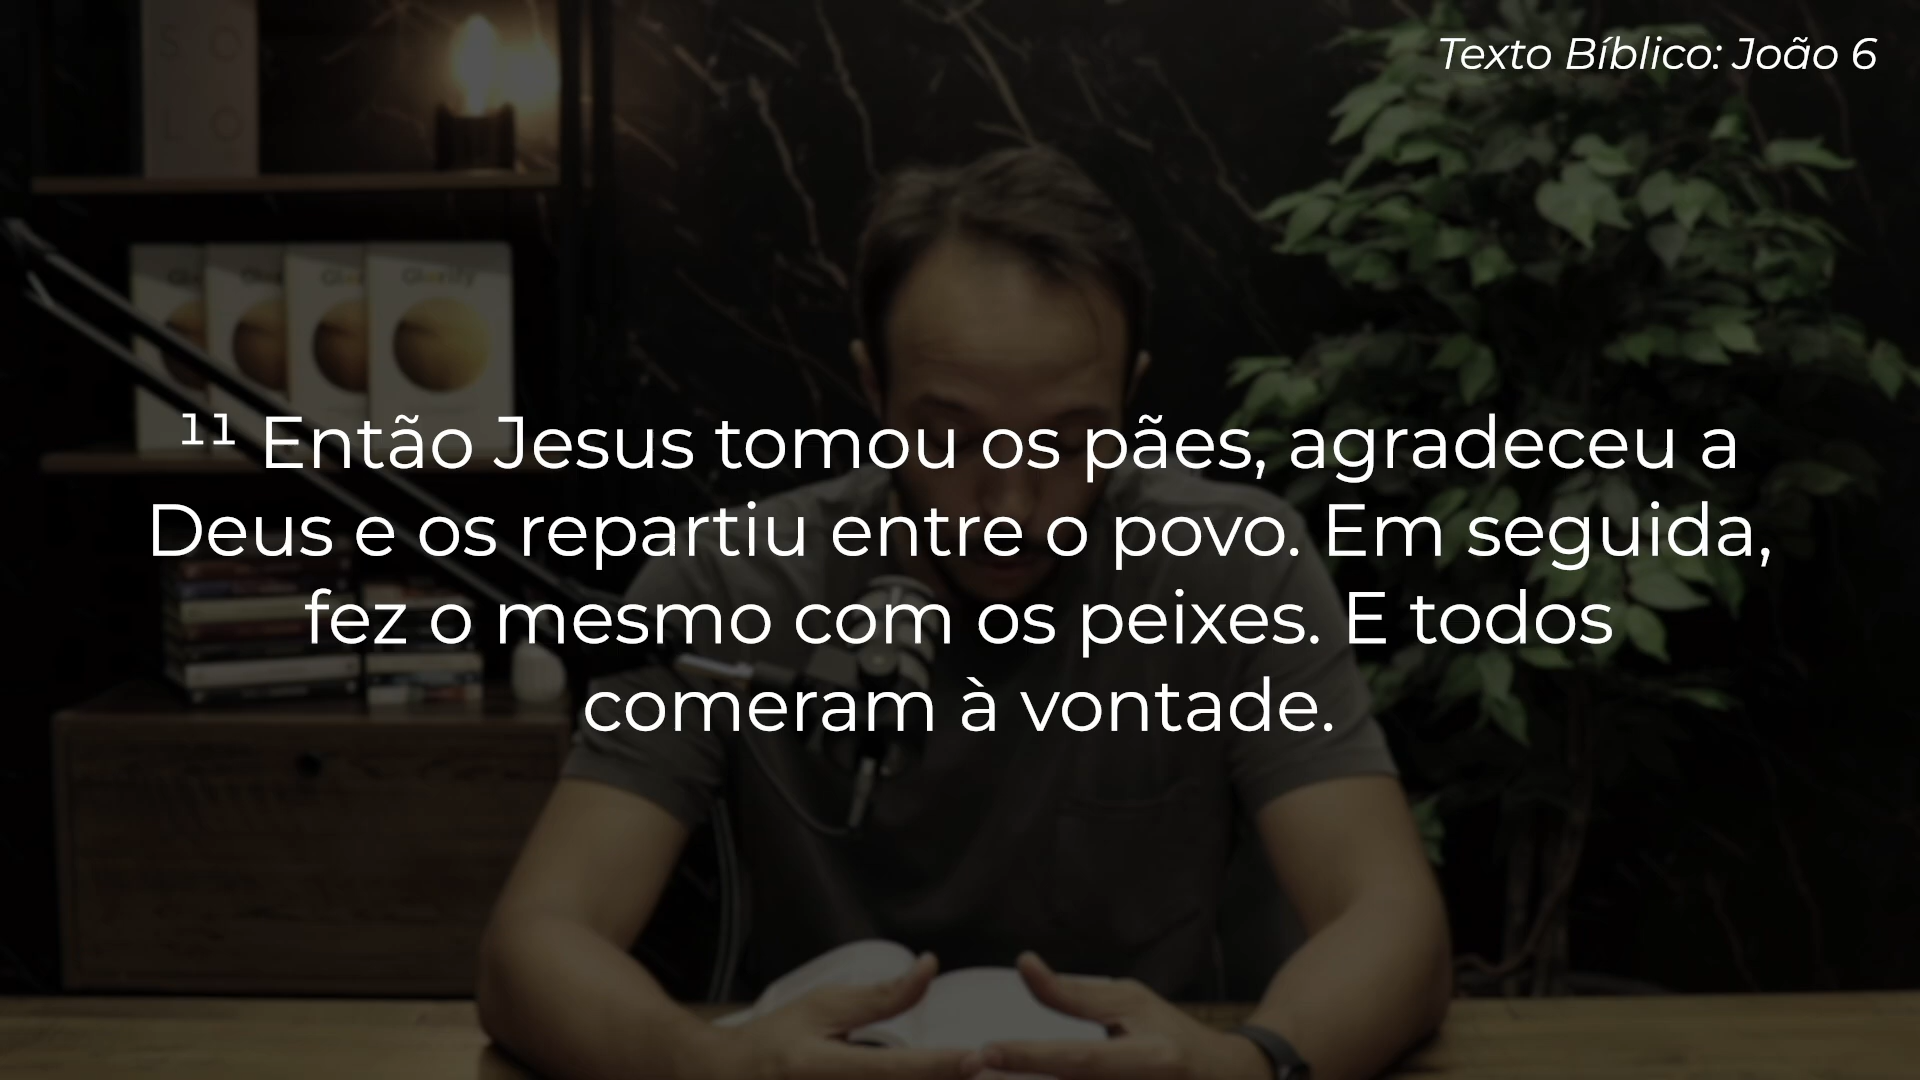 Texto Bíblico: João 6
S O
L O
Glorify
¹¹ Então Jesus tomou os pães, agradeceu a
Deus e os repartiu entre o povo. Em seguida,
fez o mesmo com os peixes. E todos
comeram à vontade.